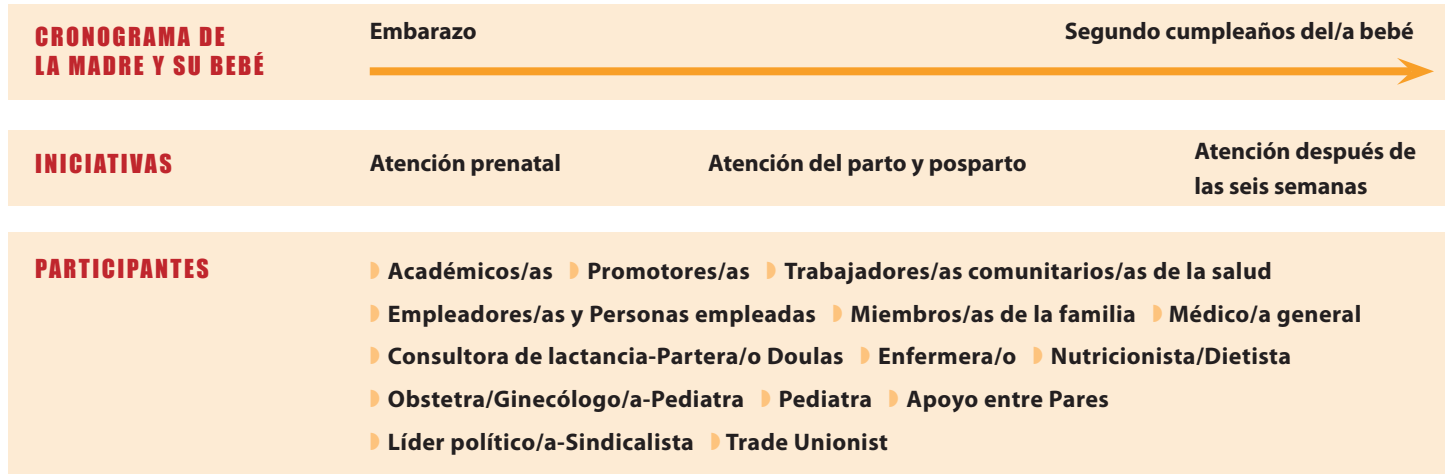 CRONOGRAMA DE
LA MADRE Y SU BEBÉ
Embarazo
Segundo cumpleaños del/a bebé
INICIATIVAS
Atención prenatal
Atención del parto y posparto
Atención después de
las seis semanas
PARTICIPANTES
Académicos/as Promotores/as Trabajadores/as comunitarios/as de la salud
Empleadores/as y Personas empleadas Miembros/as de la familia Médico/a general
Consultora de lactancia-Partera/o Doulas Enfermera/o Nutricionista/Dietista
Obstetra/Ginecólogo/a-Pediatra Pediatra Apoyo entre Pares
Líder político/a-Sindicalista Trade Unionist